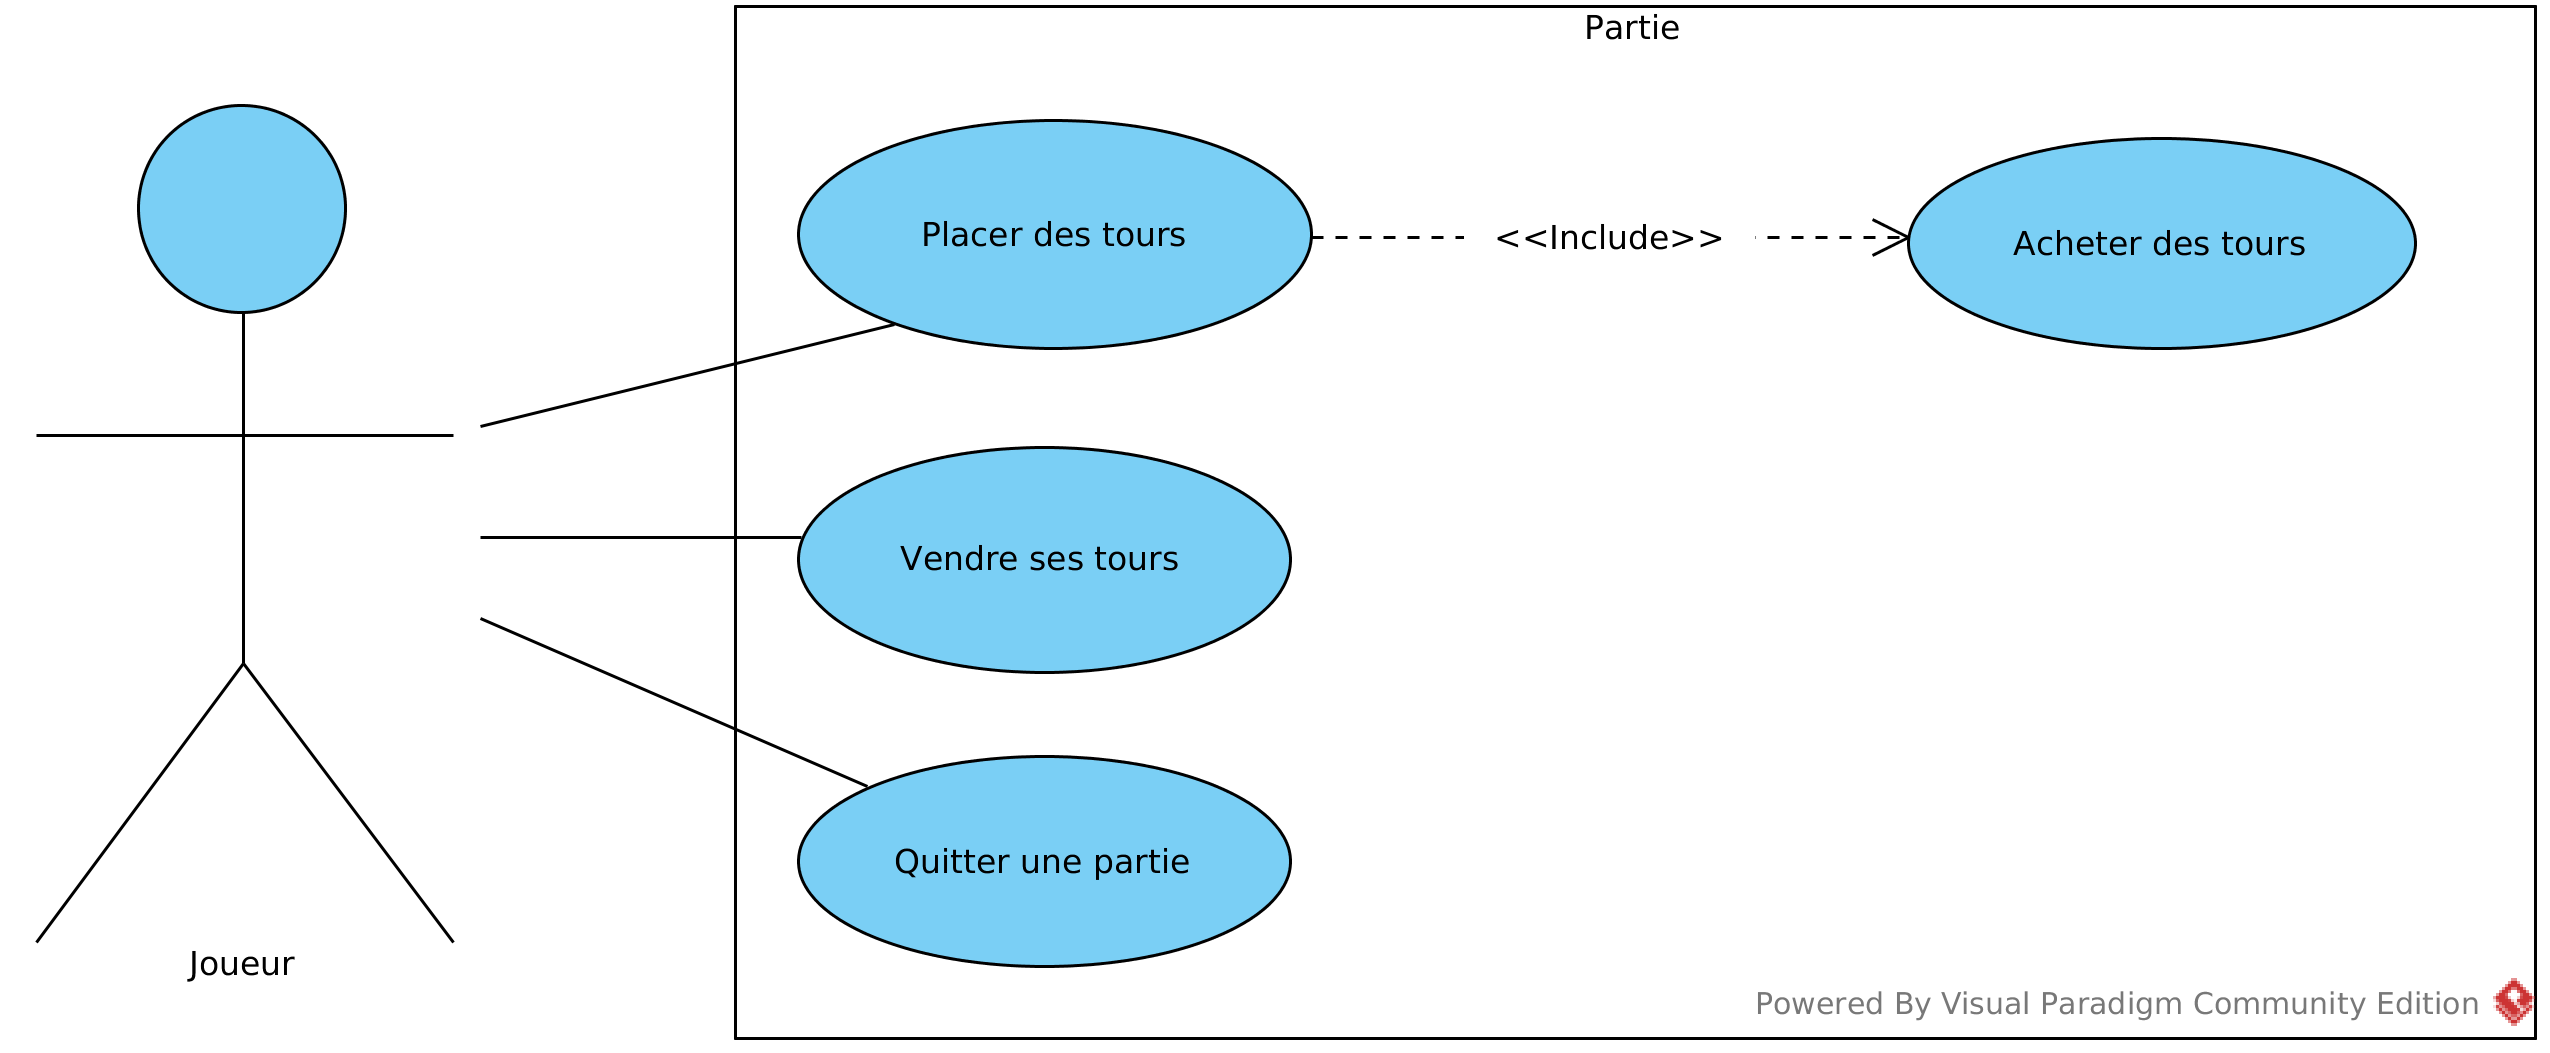 Partie
Placer des tours
<<Include>>
Acheter des tours
Vendre ses tours
Quitter une partie
Joueur
Powered By Visual Paradigm Community Edition